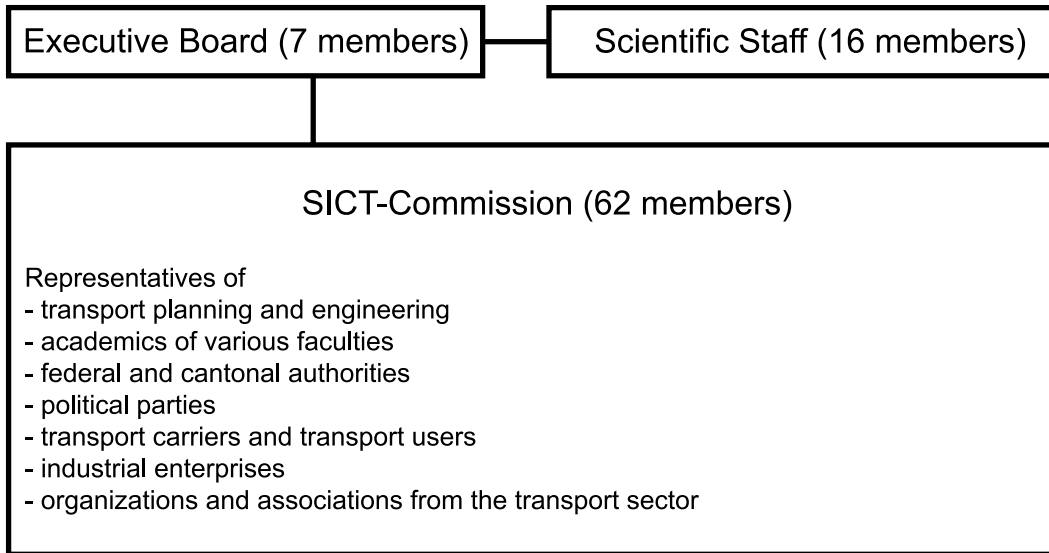 Executive Board (7 members)
Scientific Staff (16 members)
SICT-Commission (62 members)
Representatives of
- transport planning and engineering
- academics of various faculties
- federal and cantonal authorities
- political parties
- transport carriers and transport users
- industrial enterprises
- organizations and associations from the transport sector